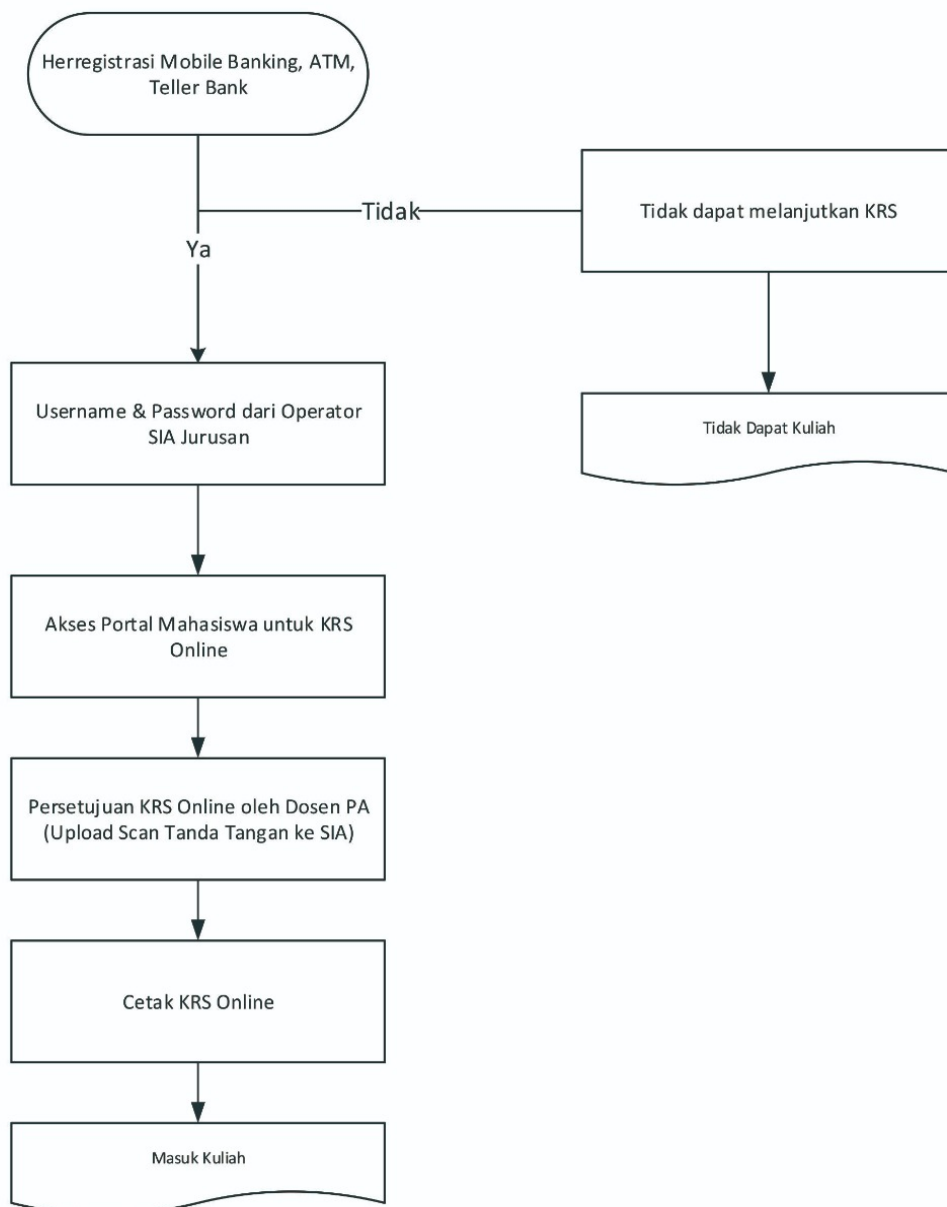 Herregistrasi Mobile Banking, ATM,
Teller Bank
Tidak
Tidak dapat melanjutkan KRS
Ya
Username & Password dari Operator
SIA Jurusan
Tidak Dapat Kuliah
Akses Portal Mahasiswa untuk KRS
Online
Persetujuan KRS Online oleh Dosen PA
(Upload Scan Tanda Tangan ke SIA)
Cetak KRS Online
Masuk Kuliah